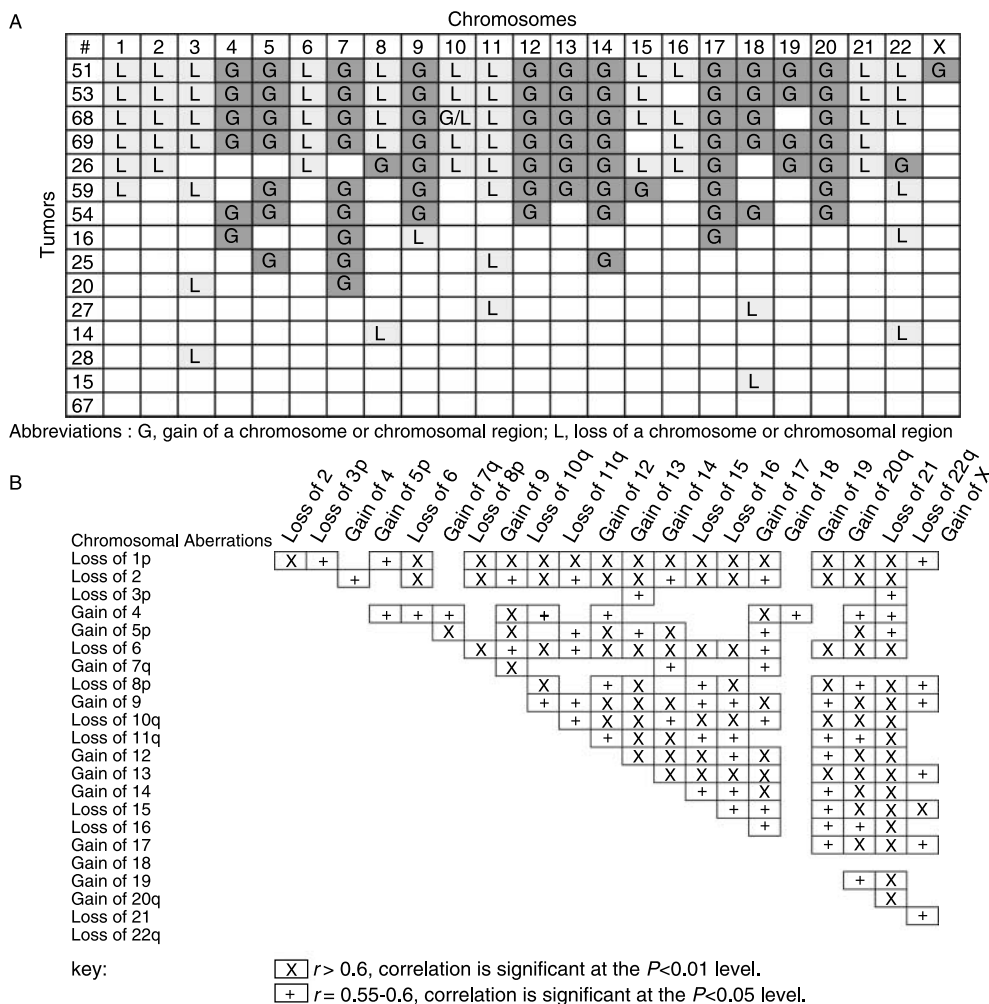 A
Chromosomes
# 1 2 3 4 5 6 7 8 9 10 11 12 13 14 15 16 17 18 19 20 21 22 X
Tumors
51 L L L G G L G L G L L G G G L L G G G G L L G
53 L L L G G L G L G L L G G G L G G G G L L
68 L L L G G L G L G G/L L G G G L L G G G L L
69 L L L G G L G L G L L G G G L G G G G L
26 L L L G G L L G G G L L G G G L G
59 L L G G G L G G G G G G L
54 G G G G G G G G G
16 G G L G L
25 G G L G
20 L G
27 L L
14 L L
28 L
15 L
67
Abbreviations : G, gain of a chromosome or chromosomal region; L, loss of a chromosome or chromosomal region
B
Chromosomal Aberrations
Loss of 2
Loss of 3p
Gain of 4
Gain of 5p
Loss of 6
Gain of 7q
Loss of 8p
Gain of 9
Loss of 10q
Loss of 11q
Gain of 12
Gain of 13
Gain of 14
Loss of 15
Loss of 16
Gain of 17
Gain of 18
Gain of 19
Gain of 20q
Loss of 21
Loss of 22q
Gain of X
Loss of 1p X + + X X X X X X X X X X X X X X +
Loss of 2 + X X + X + X X + X X + X X X
Loss of 3p + +
Gain of 4 + + + X + + X + + +
Gain of 5p X X + X + X + X +
Loss of 6 X + X + X X X X X + X X X
Gain of 7q X + +
Loss of 8p X + X + X X + X +
Gain of 9 + + X X X + + X + X X +
Loss of 10q + X X + X X + X X X
Loss of 11q + X X + + + + X
Gain of 12 X X X + X + X X
Gain of 13 X X X X X X X +
Gain of 14 + + X + X X
Loss of 15 + + + X X X
Loss of 16 + + + X
Gain of 17 + X X +
Gain of 18
Gain of 19 + X
Gain of 20q X
Loss of 21 +
Loss of 22q
key:
X r > 0.6, correlation is significant at the P<0.01 level.
+ r = 0.55-0.6, correlation is significant at the P<0.05 level.